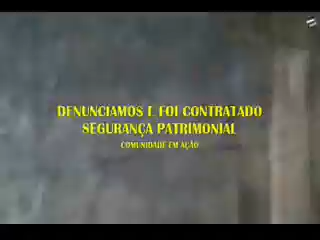 DENUNCIAMOS E FOI CONTRATADO
SEGURANÇA PATRIMONIAL
COMUNIDADE EM AÇÃO